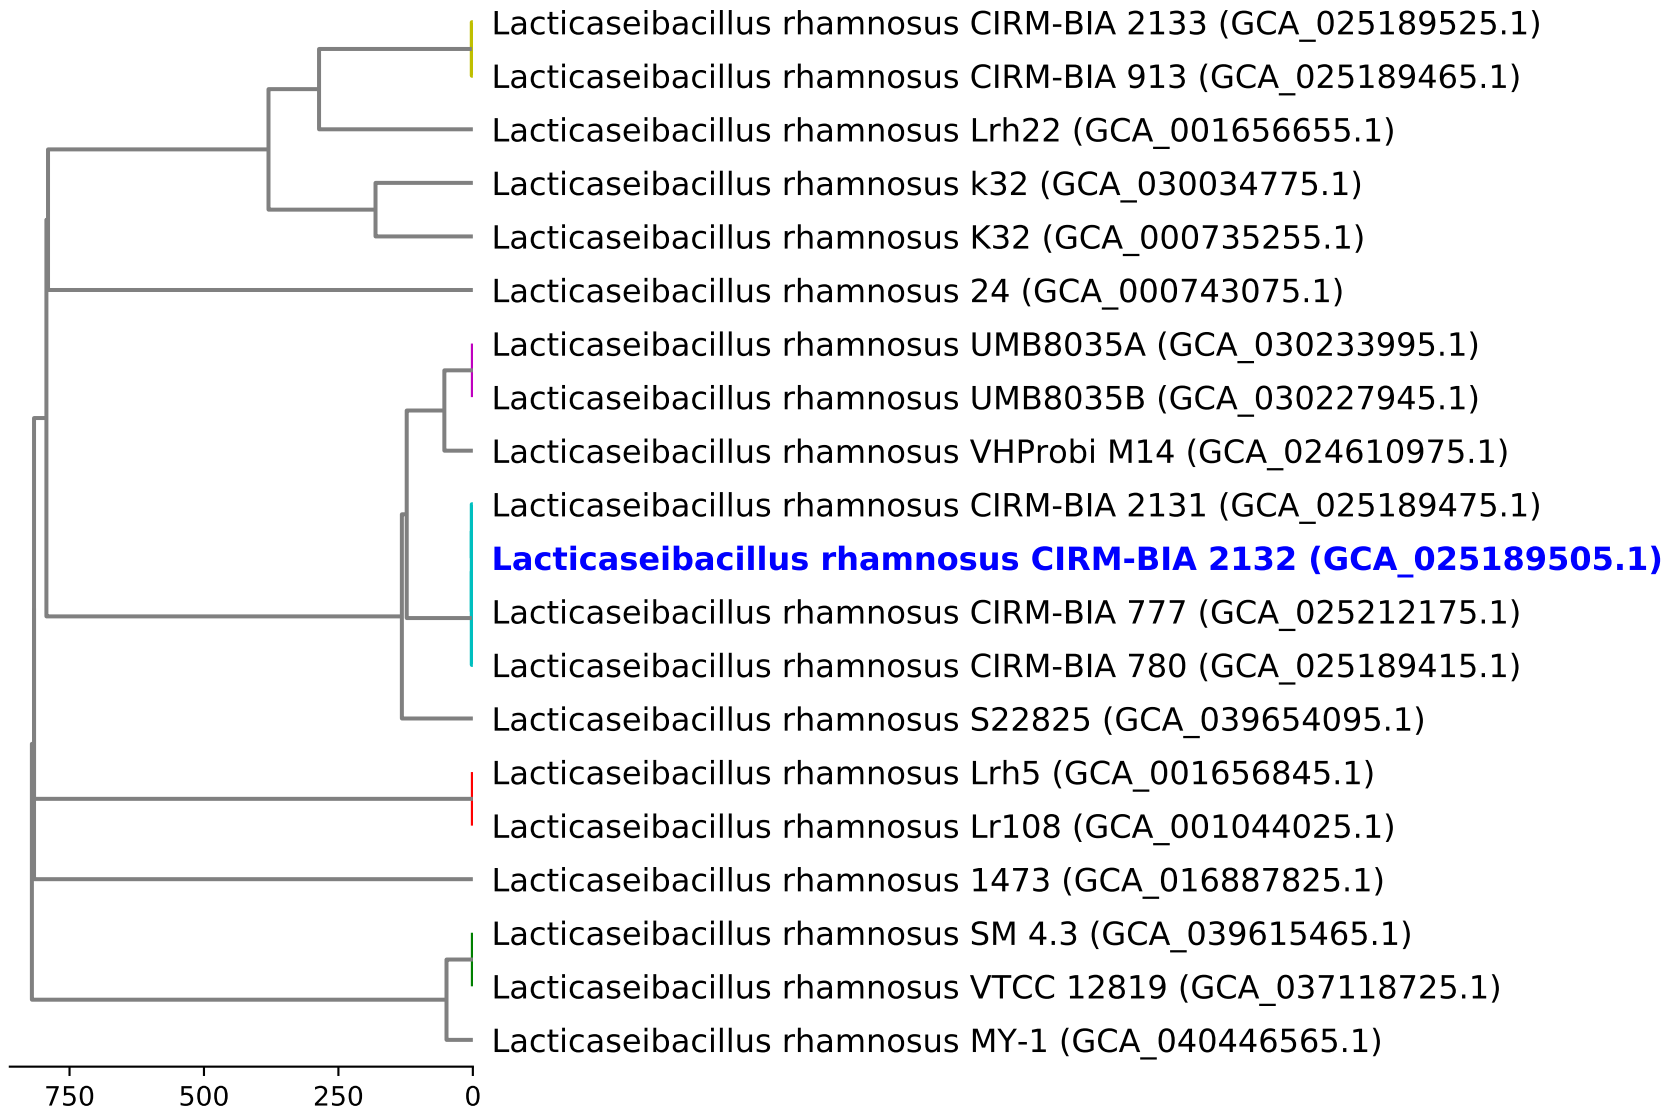 Lacticaseibacillus rhamnosus CIRM-BIA 2133 (GCA_025189525.1)
Lacticaseibacillus rhamnosus CIRM-BIA 913 (GCA_025189465.1)
Lacticaseibacillus rhamnosus Lrh22 (GCA_001656655.1)
Lacticaseibacillus rhamnosus k32 (GCA_030034775.1)
Lacticaseibacillus rhamnosus K32 (GCA_000735255.1)
Lacticaseibacillus rhamnosus 24 (GCA_000743075.1)
Lacticaseibacillus rhamnosus UMB8035A (GCA_030233995.1)
Lacticaseibacillus rhamnosus UMB8035B (GCA_030227945.1)
Lacticaseibacillus rhamnosus VHProbi M14 (GCA_024610975.1)
Lacticaseibacillus rhamnosus CIRM-BIA 2131 (GCA_025189475.1)
Lacticaseibacillus rhamnosus CIRM-BIA 2132 (GCA_025189505.1)
Lacticaseibacillus rhamnosus CIRM-BIA 777 (GCA_025212175.1)
Lacticaseibacillus rhamnosus CIRM-BIA 780 (GCA_025189415.1)
Lacticaseibacillus rhamnosus S22825 (GCA_039654095.1)
Lacticaseibacillus rhamnosus Lrh5 (GCA_001656845.1)
Lacticaseibacillus rhamnosus Lr108 (GCA_001044025.1)
Lacticaseibacillus rhamnosus 1473 (GCA_016887825.1)
Lacticaseibacillus rhamnosus SM 4.3 (GCA_039615465.1)
Lacticaseibacillus rhamnosus VTCC 12819 (GCA_037118725.1)
Lacticaseibacillus rhamnosus MY-1 (GCA_040446565.1)
750 500 250 0